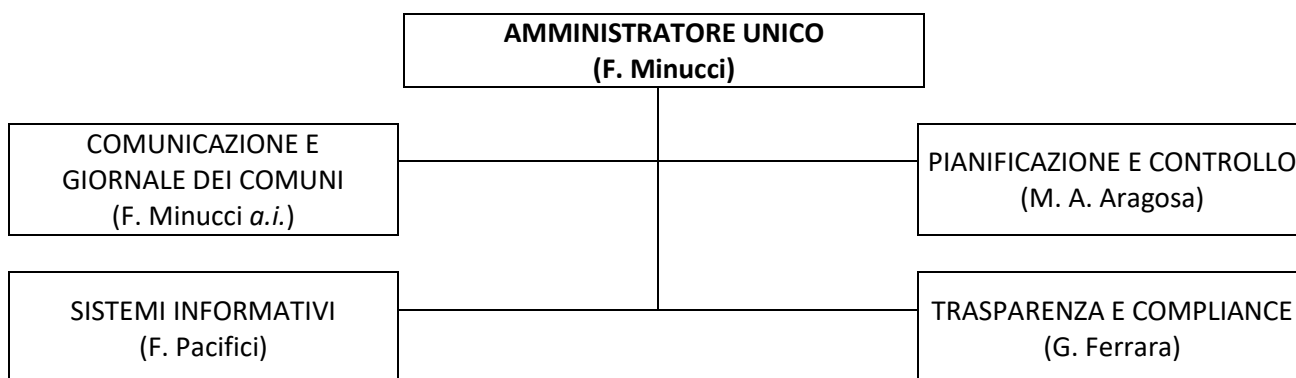 AMMINISTRATORE UNICO
(F. Minucci)
COMUNICAZIONE E
GIORNALE DEI COMUNI
(F. Minucci a.i.)
PIANIFICAZIONE E CONTROLLO
(M. A. Aragosa)
SISTEMI INFORMATIVI
(F. Pacifici)
TRASPARENZA E COMPLIANCE
(G. Ferrara)